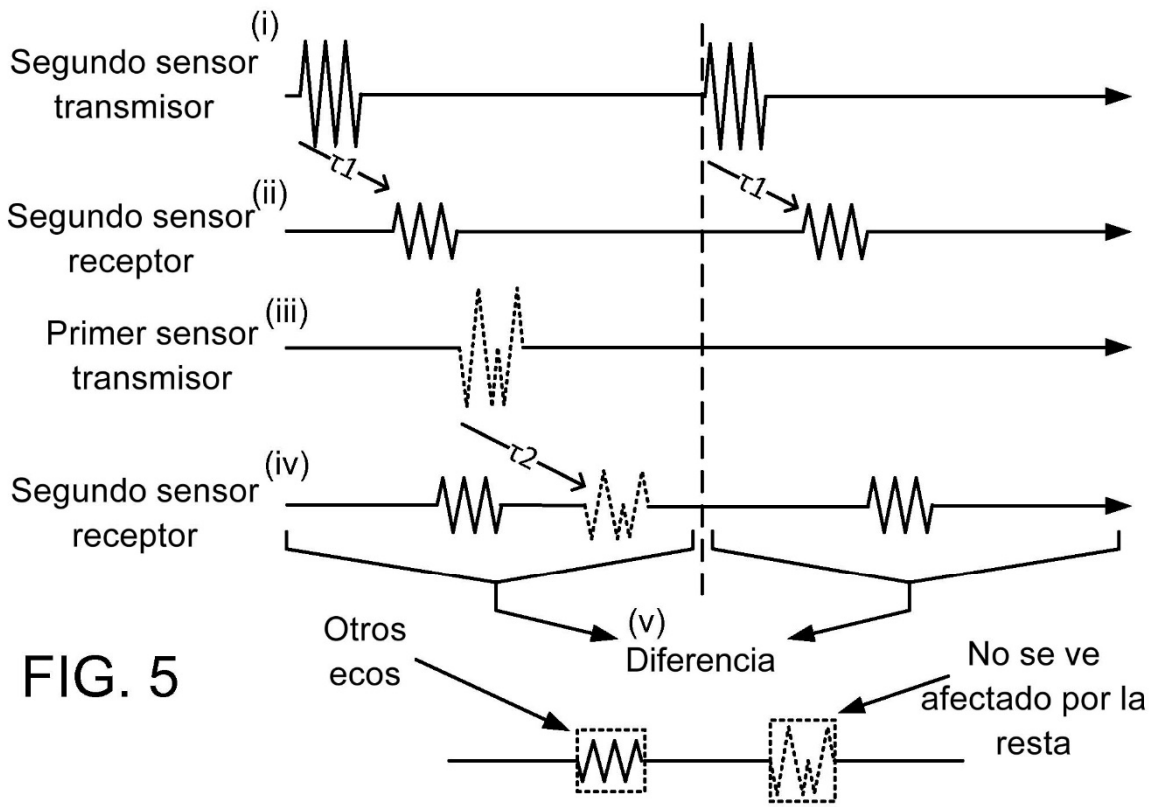 (i)
Segundo sensor
transmisor
τ1
τ1
(ii)
Segundo sensor
receptor
(iii)
Primer sensor
transmisor
τ2
(iv)
Segundo sensor
receptor
(v)
Diferencia
Otros
ecos
No se ve
afectado por la
resta
FIG. 5